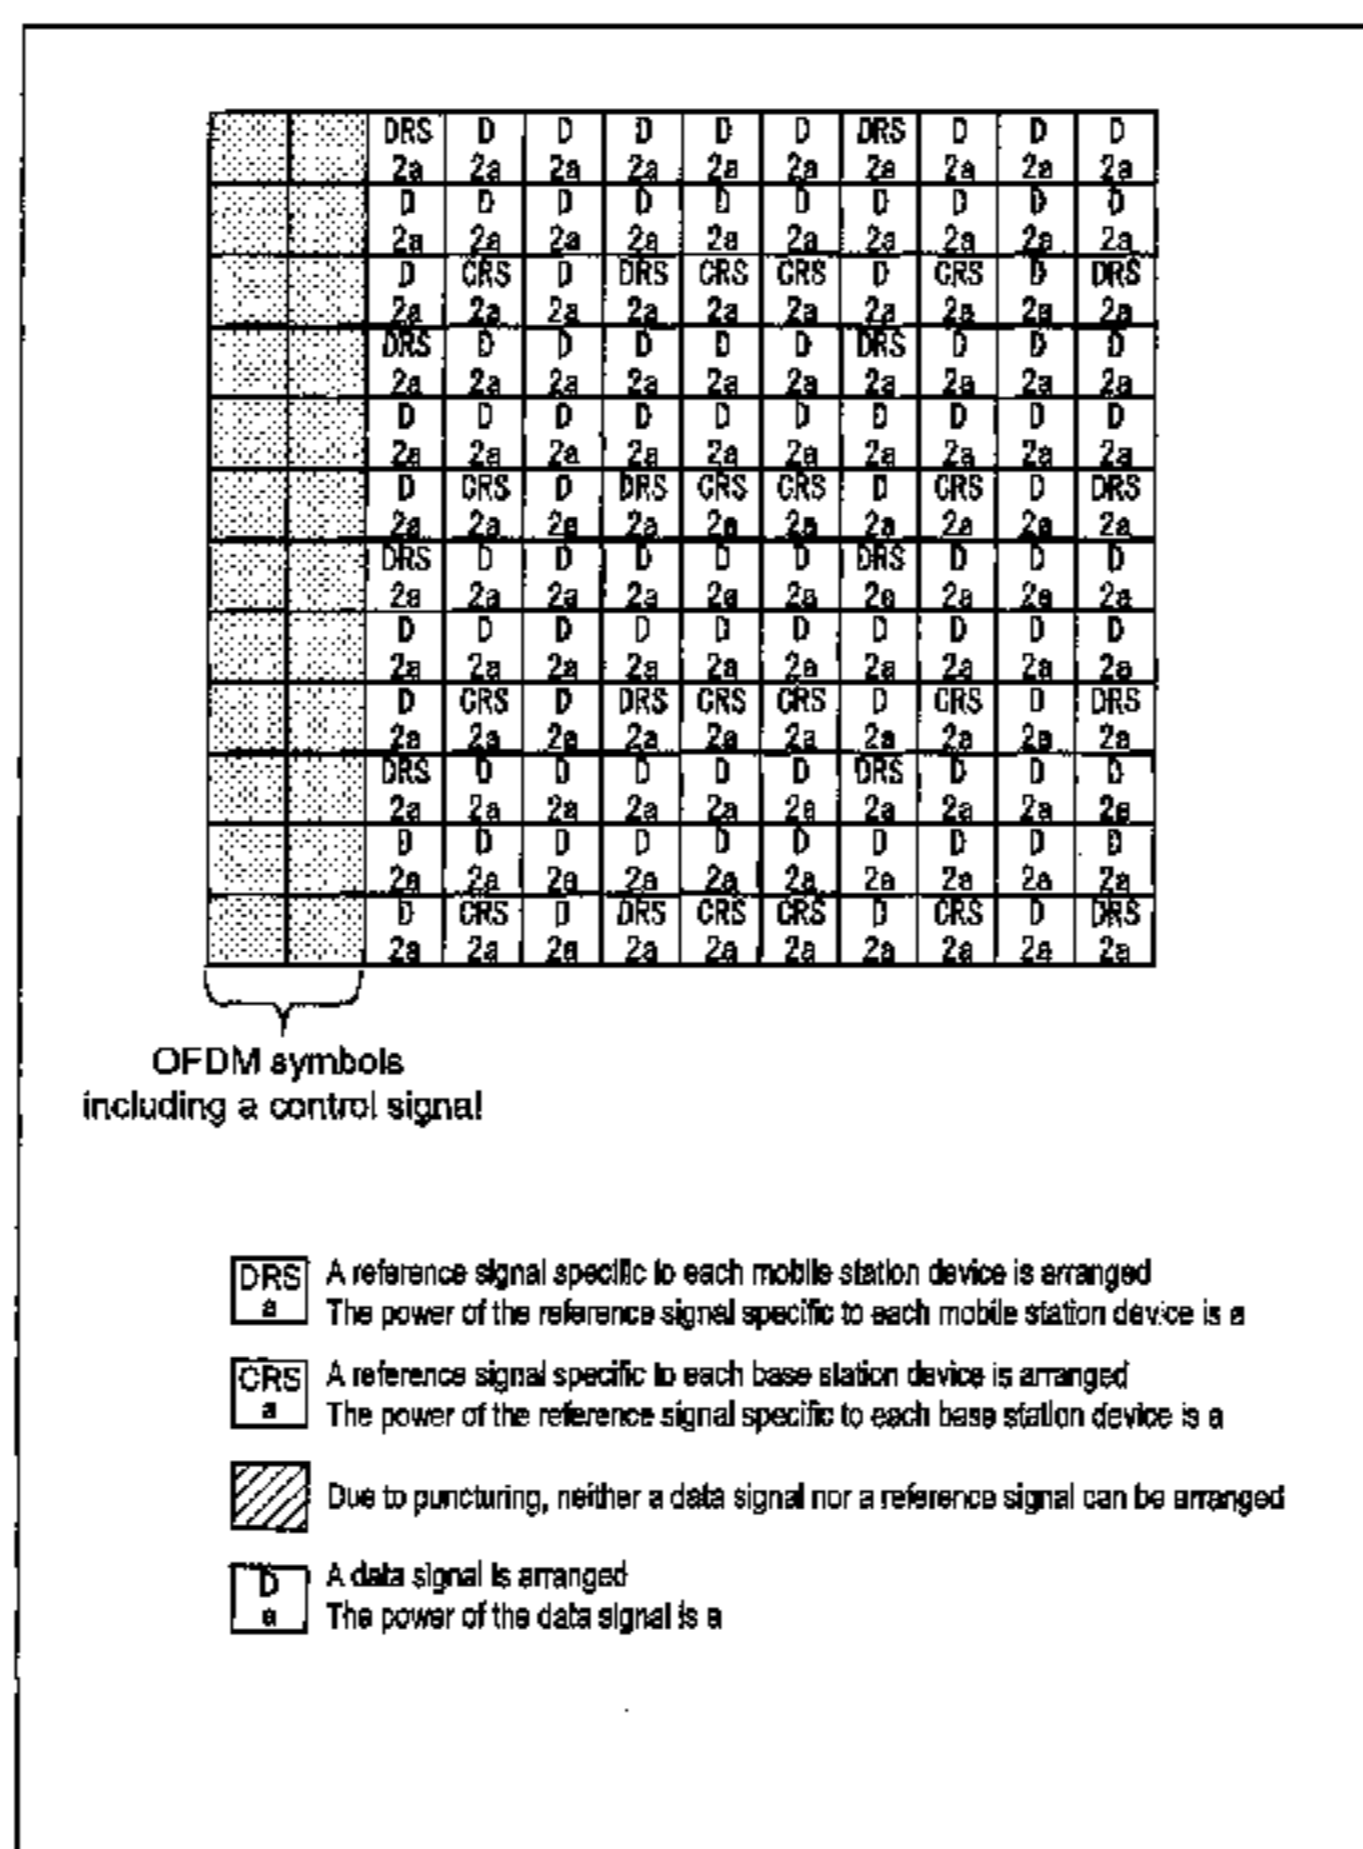 DRS D D D D D DRS D D D
2a 2a 2a 2a 2a 2a 2a 2a 2a 2a
D D D D D D D D D D
2a 2a 2a 2a 2a 2a 2a 2a 2a 2a
D CRS D DRS CRS CRS D CRS D DRS
2a 2a 2a 2a 2a 2a 2a 2a 2a 2a
DRS D D D D D DRS D D D
2a 2a 2a 2a 2a 2a 2a 2a 2a 2a
D D D D D D D D D D
2a 2a 2a 2a 2a 2a 2a 2a 2a 2a
D CRS D DRS CRS CRS D CRS D DRS
2a 2a 2a 2a 2a 2a 2a 2a 2a 2a
DRS D D D D D DRS D D D
2a 2a 2a 2a 2a 2a 2a 2a 2a 2a
D D D D D D D D D D
2a 2a 2a 2a 2a 2a 2a 2a 2a 2a
D CRS D DRS CRS CRS D CRS D DRS
2a 2a 2a 2a 2a 2a 2a 2a 2a 2a
DRS D D D D D DRS D D D
2a 2a 2a 2a 2a 2a 2a 2a 2a 2a
D D D D D D D D D D
2a 2a 2a 2a 2a 2a 2a 2a 2a 2a
D CRS D DRS CRS CRS D CRS D DRS
2a 2a 2a 2a 2a 2a 2a 2a 2a 2a
OFDM symbols
including a control signal
DRS A reference signal specific to each mobile station device is arranged
a The power of the reference signal specific to each mobile station device is a
CRS A reference signal specific to each base station device is arranged
a The power of the reference signal specific to each base station device is a
Due to puncturing, neither a data signal nor a reference signal can be arranged
D A data signal is arranged
a The power of the data signal is a